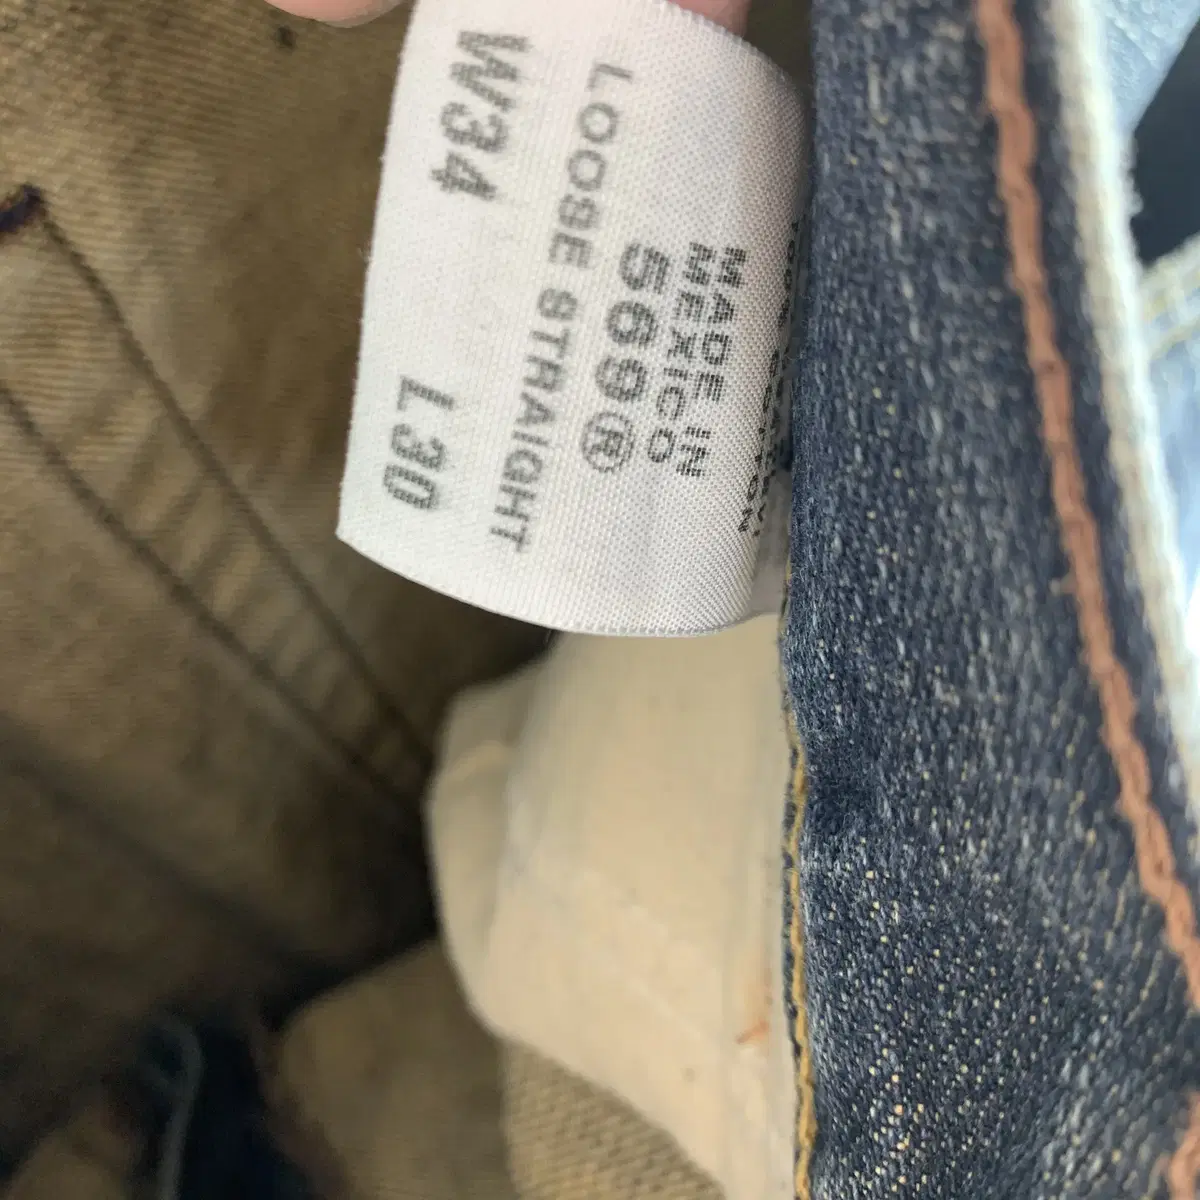 MADE IN
MEXICO
569®
LOOSE STRAIGHT
W34 L30